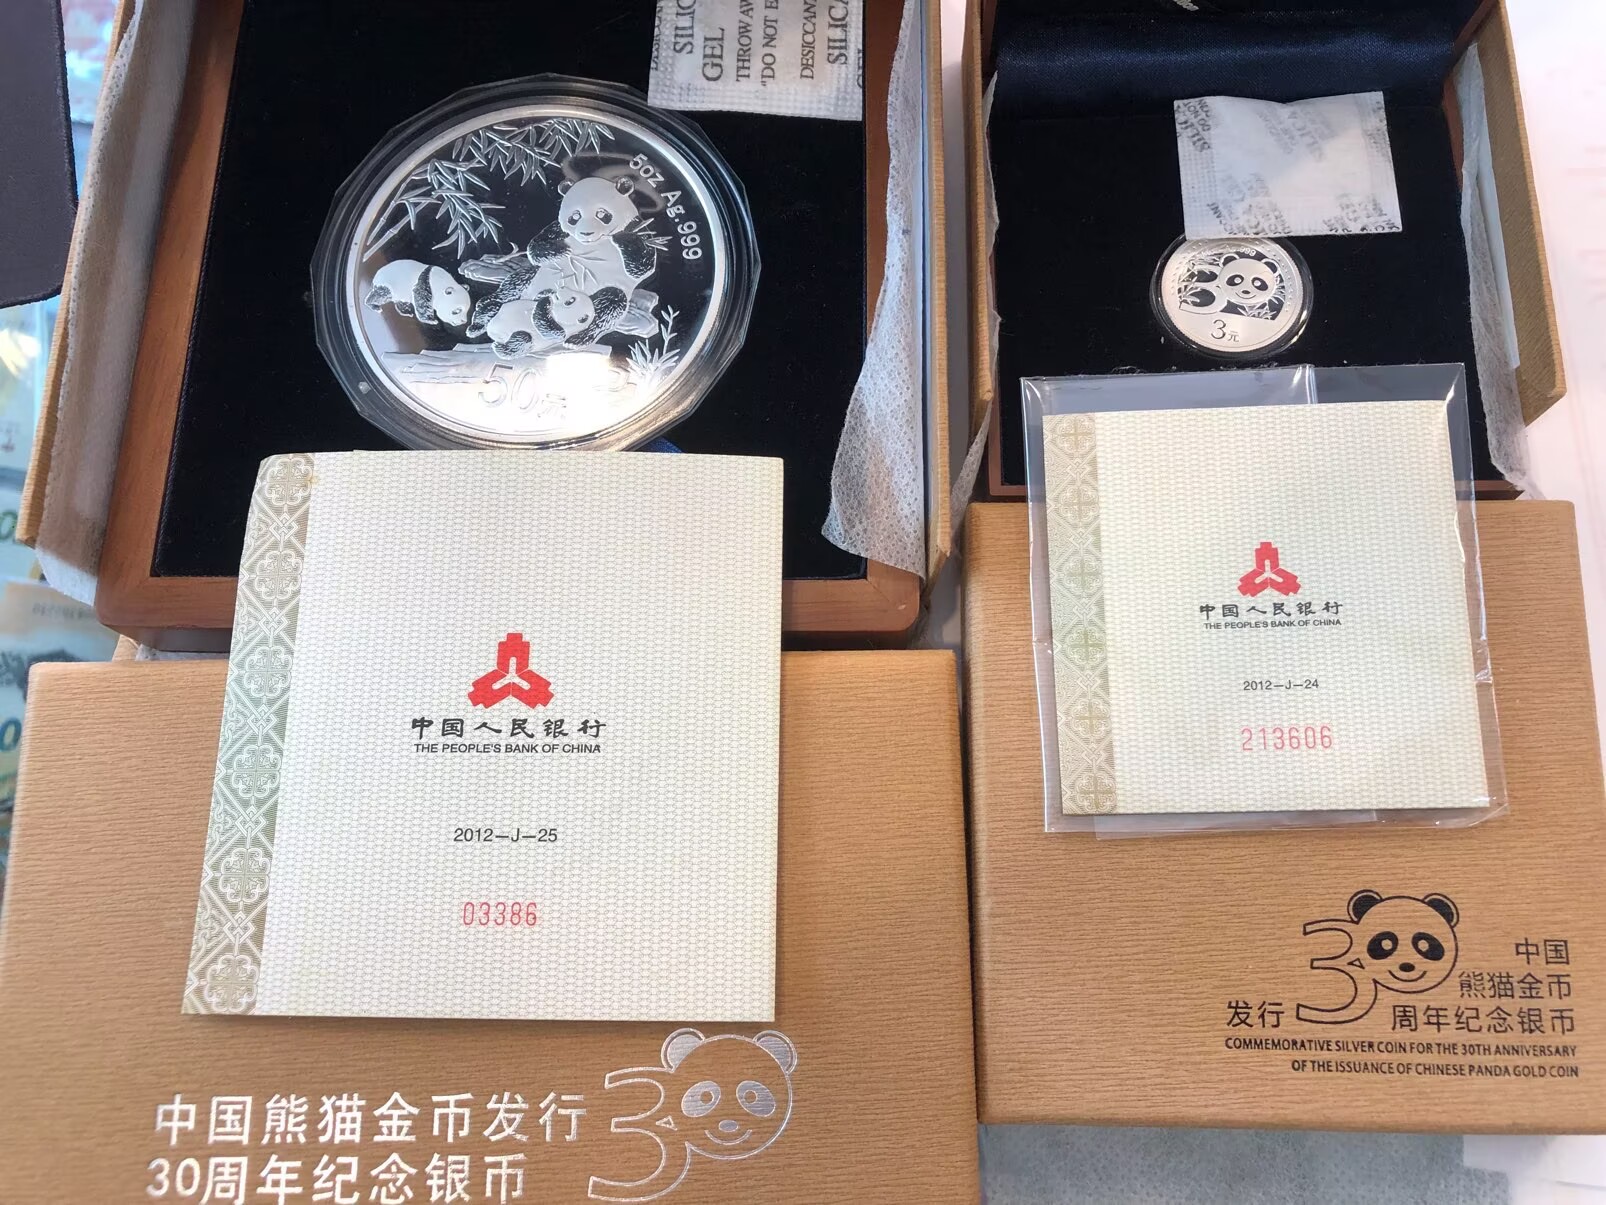 SILICA
GEL
THROW AW
"DO NOT E
DESICCAN
SILICA
5oz Ag.999
50元
3元
中国人民银行
THE PEOPLE'S BANK OF CHINA
2012—J—25
03386
中国熊猫金币发行
30周年纪念银币
30
中国人民银行
THE PEOPLE'S BANK OF CHINA
2012—J—24
213606
中国
熊猫金币
发行30周年纪念银币
COMMEMORATIVE SILVER COIN FOR THE 30TH ANNIVERSARY
OF THE ISSUANCE OF CHINESE PANDA GOLD COIN